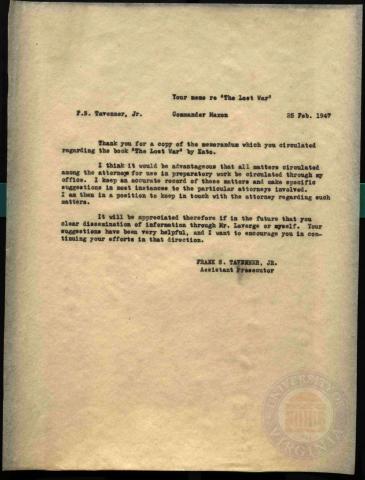 Your memo re "The Lost War"
F.S. Tavenner, Jr. Commander Maxon 25 Feb. 1947
Thank you for a copy of the memorandum which you circulated
regarding the book "The Lost War" by Kato.
I think it would be advantageous that all matters circulated
among the attorneys for use in preparatory work be circulated through my
office. I keep an accurate record of these matters and make specific
suggestions in most instances to the particular attorneys involved.
I am then in a position to keep in touch with the attorney regarding such
matters.
It will be appreciated therefore if in the future that you
clear dissemination of information through Mr. Laverge or myself. Your
suggestions have been very helpful, and I want to encourage you in con-
tinuing your efforts in that direction.
FRANK S. TAVENNER, JR.
Assistant Prosecutor
UNIVERSITY OF
VIRGINIA